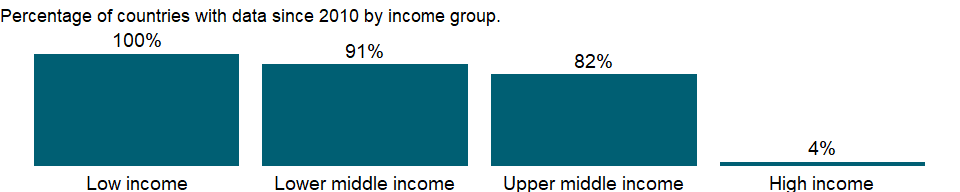 Percentage of countries with data since 2010 by income group.
100%
91%
82%
4%
Low income
Lower middle income
Upper middle income
High income